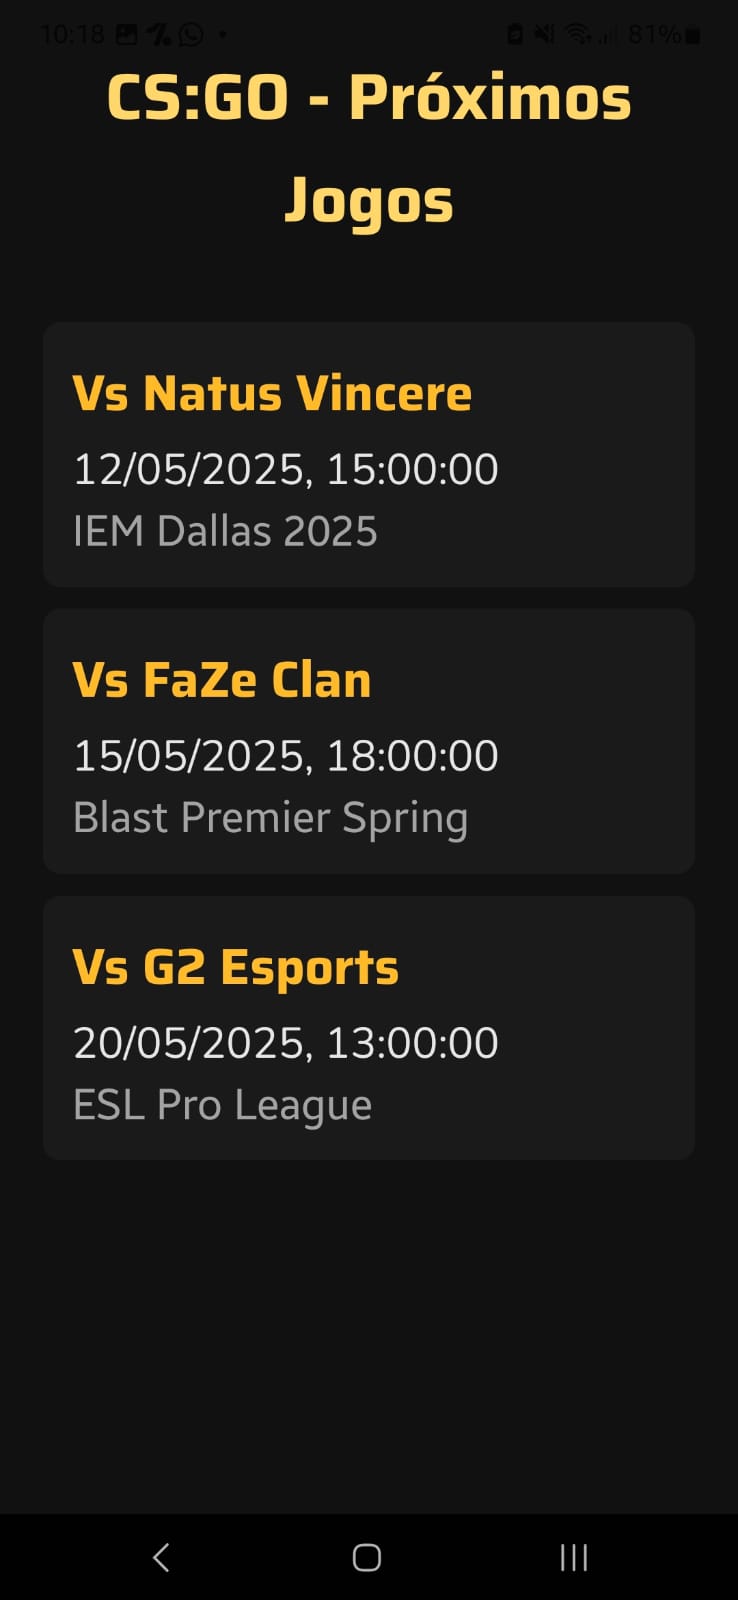 10:18
81%
CS:GO - Próximos
Jogos
Vs Natus Vincere
12/05/2025, 15:00:00
IEM Dallas 2025
Vs FaZe Clan
15/05/2025, 18:00:00
Blast Premier Spring
Vs G2 Esports
20/05/2025, 13:00:00
ESL Pro League